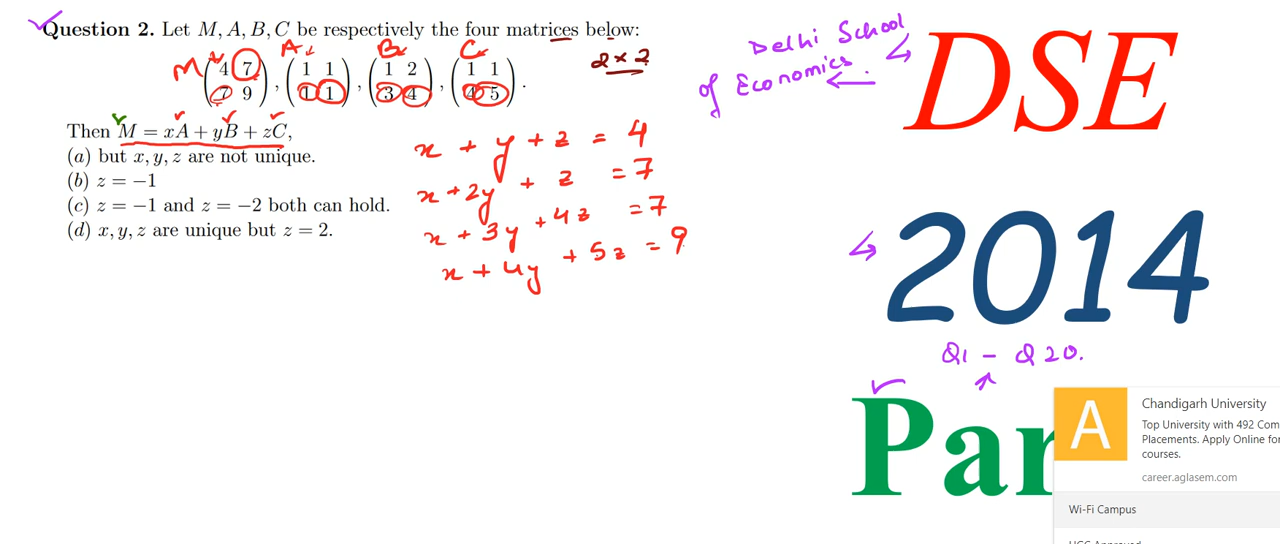 Question 2. Let M, A, B, C be respectively the four matrices below:
M A B C
(4 7
7 9), (1 1
1 1), (1 2
3 4), (1 1
4 5).
2×2
Then M = xA + yB + zC,
(a) but x, y, z are not unique.
(b) z = −1
(c) z = −1 and z = −2 both can hold.
(d) x, y, z are unique but z = 2.
x + y + z = 4
x + 2y + z = 7
x + 3y + 4z = 7
x + 4y + 5z = 9
Delhi School
of Economics
DSE
2014
Q1 - Q20.
Par
A
Chandigarh University
Top University with 492 Com
Placements. Apply Online fo
courses.
career.aglasem.com
Wi-Fi Campus